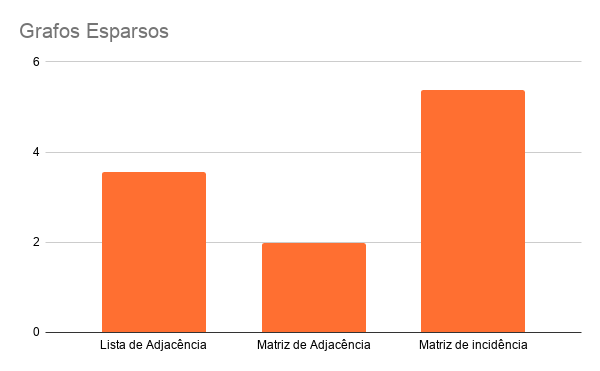 Grafos Esparsos
6
4
2
0
Lista de Adjacência
Matriz de Adjacência
Matriz de incidência